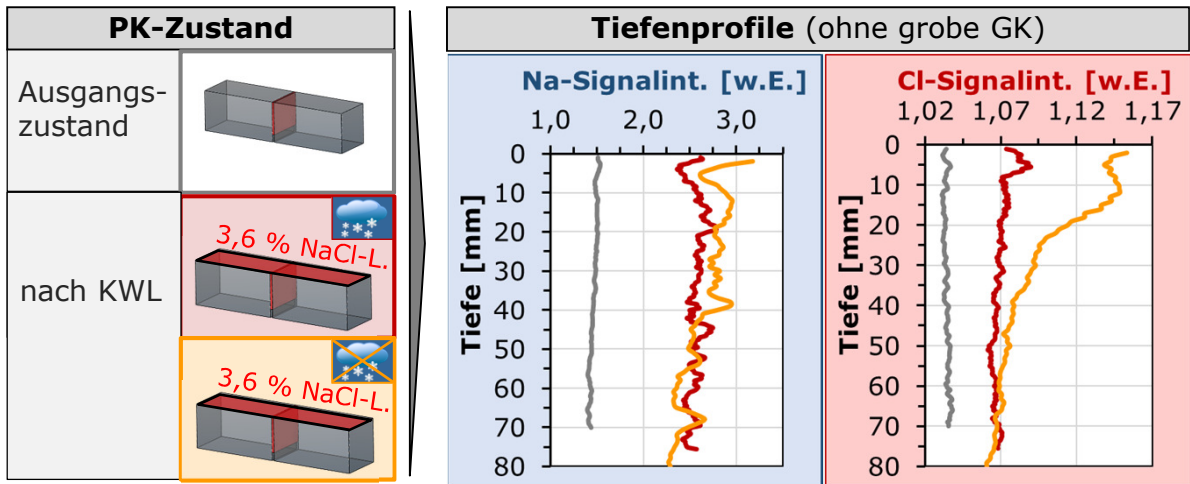 PK-Zustand
Ausgangs-
zustand
nach KWL
3,6 % NaCl-L.
3,6 % NaCl-L.
Tiefenprofile (ohne grobe GK)
Na-Signalint. [w.E.]
1,0 2,0 3,0
Tiefe [mm]
0
10
20
30
40
50
60
70
80
Cl-Signalint. [w.E.]
1,02 1,07 1,12 1,17
Tiefe [mm]
0
10
20
30
40
50
60
70
80